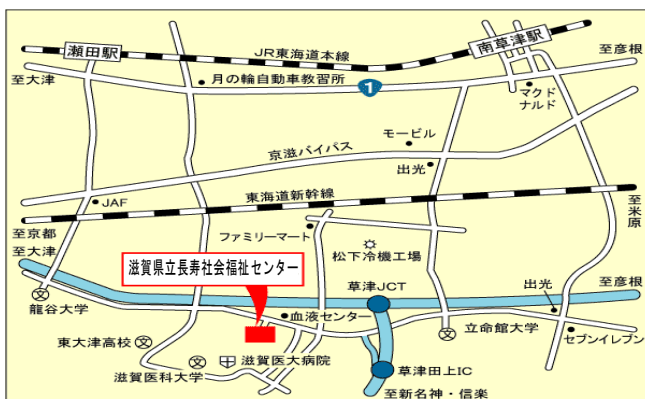 瀬田駅
JR東海道本線
南草津駅
至彦根
至大津
月の輪自動車教習所
1
マクド
ナルド
モービル
京滋バイパス
出光
JAF
東海道新幹線
至米原
至京都
至大津
ファミリーマート
松下冷機工場
滋賀県立長寿社会福祉センター
草津JCT
出光
至彦根
文
龍谷大学
血液センター
東大津高校
文
文
立命館大学
セブンイレブン
滋賀医科大学
文
滋賀医大病院
草津田上IC
至新名神・信楽